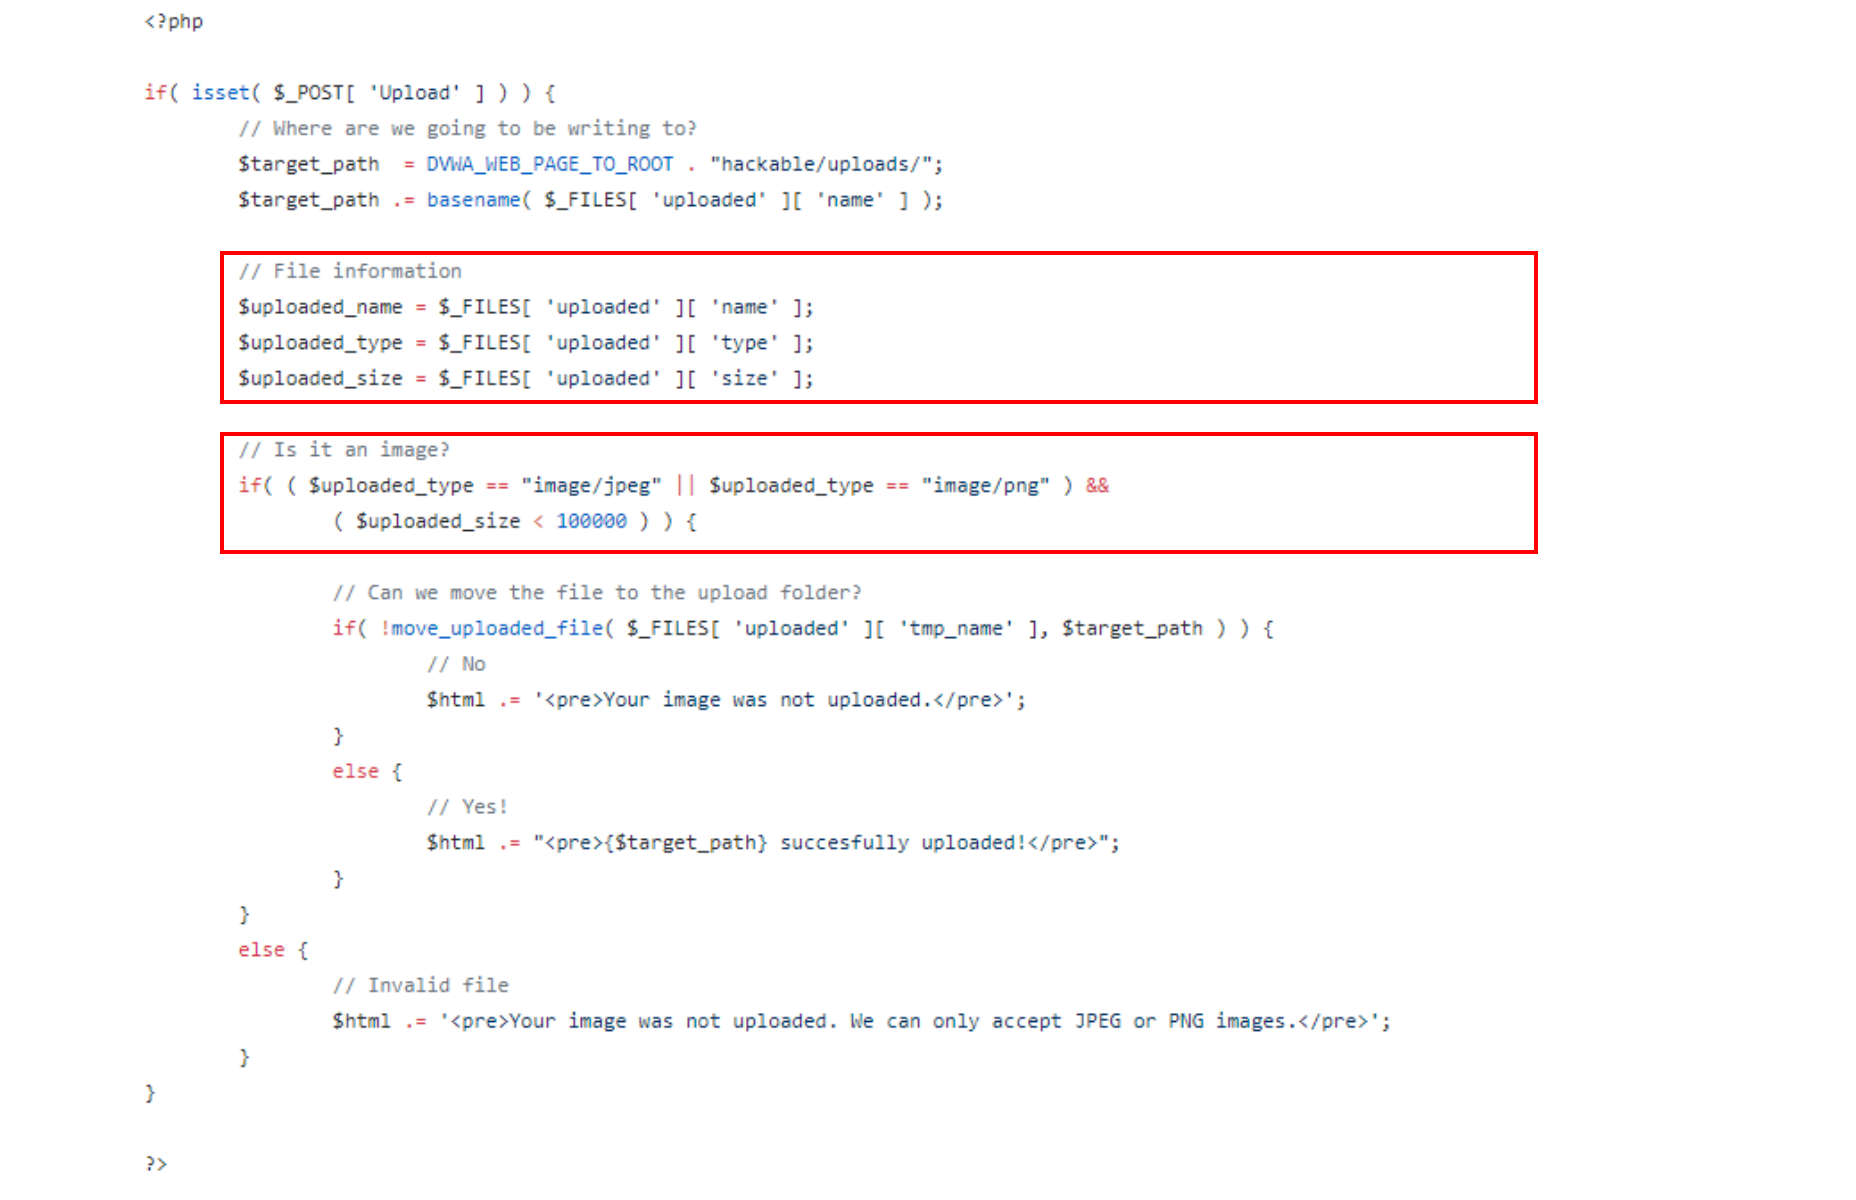 <?php
if( isset( $_POST[ 'Upload' ] ) ) {
// Where are we going to be writing to?
$target_path  = DVWA_WEB_PAGE_TO_ROOT . "hackable/uploads/";
$target_path .= basename( $_FILES[ 'uploaded' ][ 'name' ] );
// File information
$uploaded_name = $_FILES[ 'uploaded' ][ 'name' ];
$uploaded_type = $_FILES[ 'uploaded' ][ 'type' ];
$uploaded_size = $_FILES[ 'uploaded' ][ 'size' ];
// Is it an image?
if( ( $uploaded_type == "image/jpeg" || $uploaded_type == "image/png" ) &&
( $uploaded_size < 100000 ) ) {
// Can we move the file to the upload folder?
if( !move_uploaded_file( $_FILES[ 'uploaded' ][ 'tmp_name' ], $target_path ) ) {
// No
$html .= '<pre>Your image was not uploaded.</pre>';
}
else {
// Yes!
$html .= "<pre>{$target_path} succesfully uploaded!</pre>";
}
}
else {
// Invalid file
$html .= '<pre>Your image was not uploaded. We can only accept JPEG or PNG images.</pre>';
}
}
?>